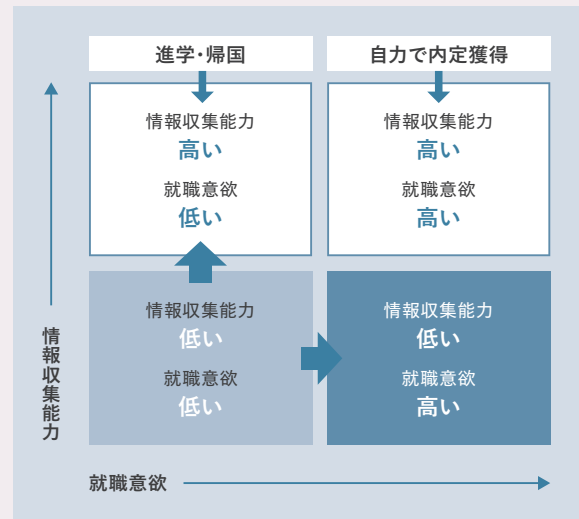 進学・帰国
自力で内定獲得
情報収集能力
高い
就職意欲
低い
情報収集能力
高い
就職意欲
高い
情報収集能力
低い
就職意欲
低い
情報収集能力
低い
就職意欲
高い
情報収集能力
就職意欲